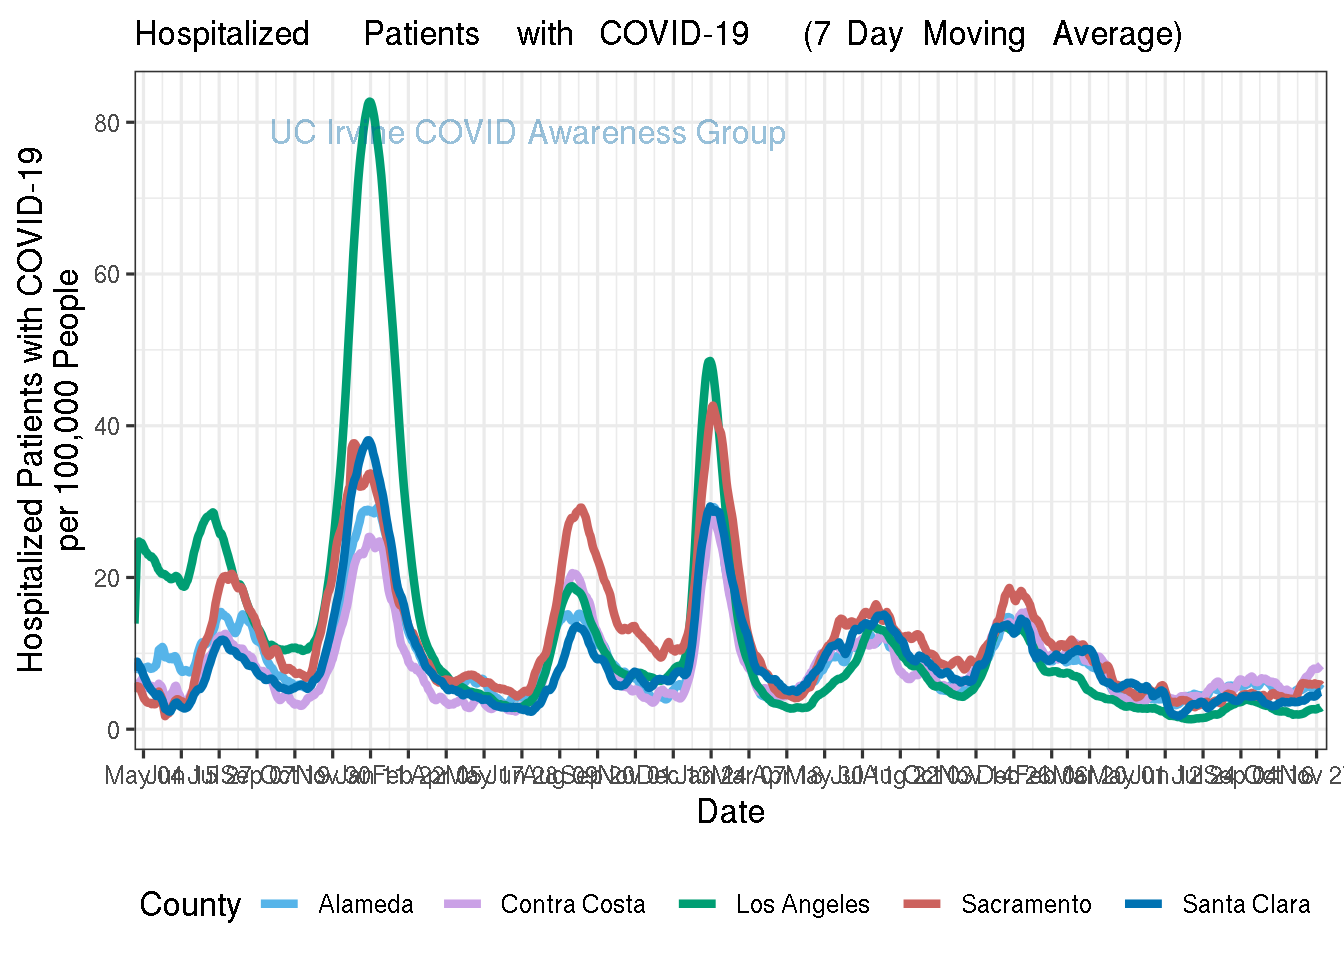 Hospitalized Patients with COVID-19 (7 Day Moving Average)
UC Irvine COVID Awareness Group
Hospitalized Patients with COVID-19
per 100,000 People
80
60
40
20
0
Date
County
Alameda
Contra Costa
Los Angeles
Sacramento
Santa Clara